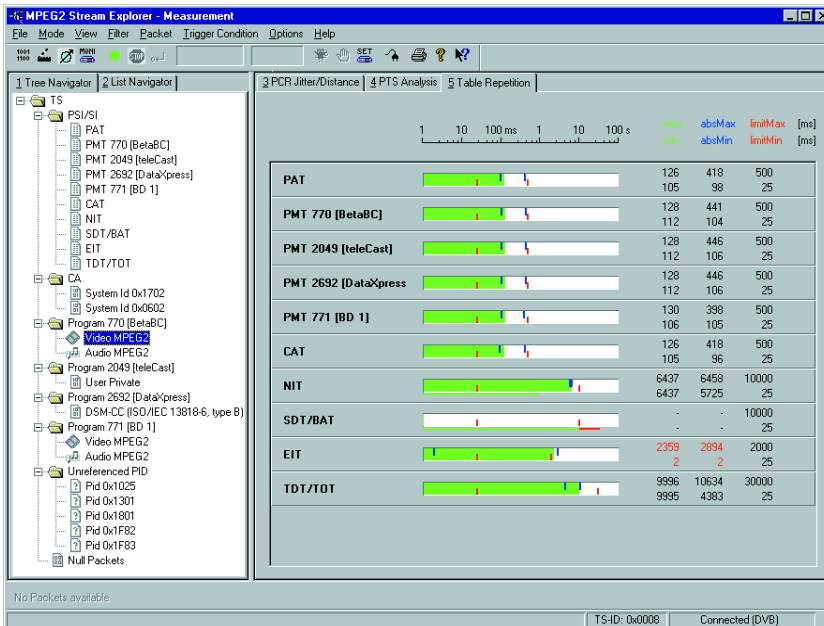 MPEG2 Stream Explorer - Measurement
File Mode View Filter Packet Trigger Condition Options Help
1001 1100 MINI STOP SET
1 Tree Navigator 2 List Navigator
3 PCR Jitter/Distance 4 PTS Analysis 5 Table Repetition
TS
PSI/SI
PAT
PMT 770 [BetaBC]
PMT 2049 [teleCast]
PMT 2692 [DataXpress]
PMT 771 [BD 1]
CAT
NIT
SDT/BAT
EIT
TDT/TOT
CA
System Id 0x1702
System Id 0x0602
Program 770 [BetaBC]
Video MPEG2
Audio MPEG2
Program 2049 [teleCast]
User Private
Program 2692 [DataXpress]
DSM-CC (ISO/IEC 13818-6, type B)
Program 771 [BD 1]
Video MPEG2
Audio MPEG2
Unreferenced PID
Pid 0x1025
Pid 0x1301
Pid 0x1801
Pid 0x1F82
Pid 0x1F83
Null Packets
1 10 100 ms 1 10 100 s
max absMax limitMax [ms]
min absMin limitMin [ms]
PAT 126 418 500
105 98 25
PMT 770 [BetaBC] 128 441 500
112 104 25
PMT 2049 [teleCast] 128 446 500
112 106 25
PMT 2692 [DataXpress 128 446 500
112 106 25
PMT 771 [BD 1] 130 398 500
106 105 25
CAT 126 418 500
105 96 25
NIT 6437 6458 10000
6437 5725 25
SDT/BAT - - 10000
- - 25
EIT 2359 2894 2000
2 2 25
TDT/TOT 9996 10634 30000
9995 4383 25
No Packets available
TS-ID: 0x0008 Connected (DVB)